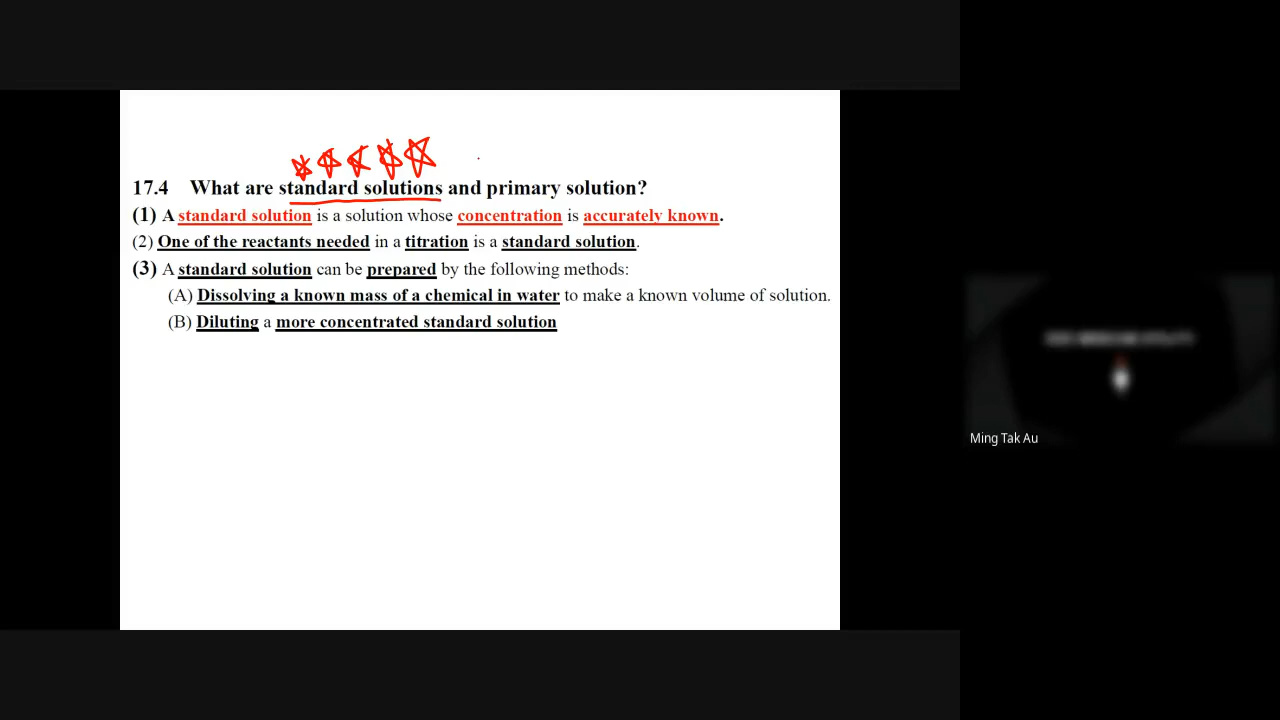 17.4 What are standard solutions and primary solution?
(1) A standard solution is a solution whose concentration is accurately known.
(2) One of the reactants needed in a titration is a standard solution.
(3) A standard solution can be prepared by the following methods:
(A) Dissolving a known mass of a chemical in water to make a known volume of solution.
(B) Diluting a more concentrated standard solution
Ming Tak Au